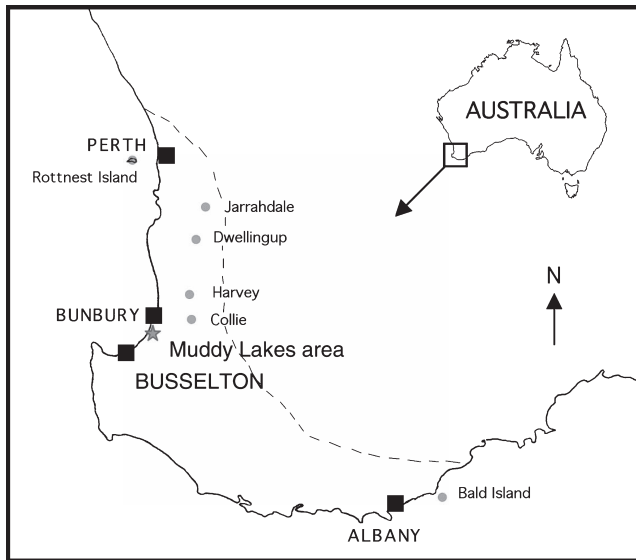 AUSTRALIA
PERTH
Rottnest Island
Jarrahdale
Dwellingup
N
Harvey
BUNBURY
Collie
Muddy Lakes area
BUSSELTON
Bald Island
ALBANY